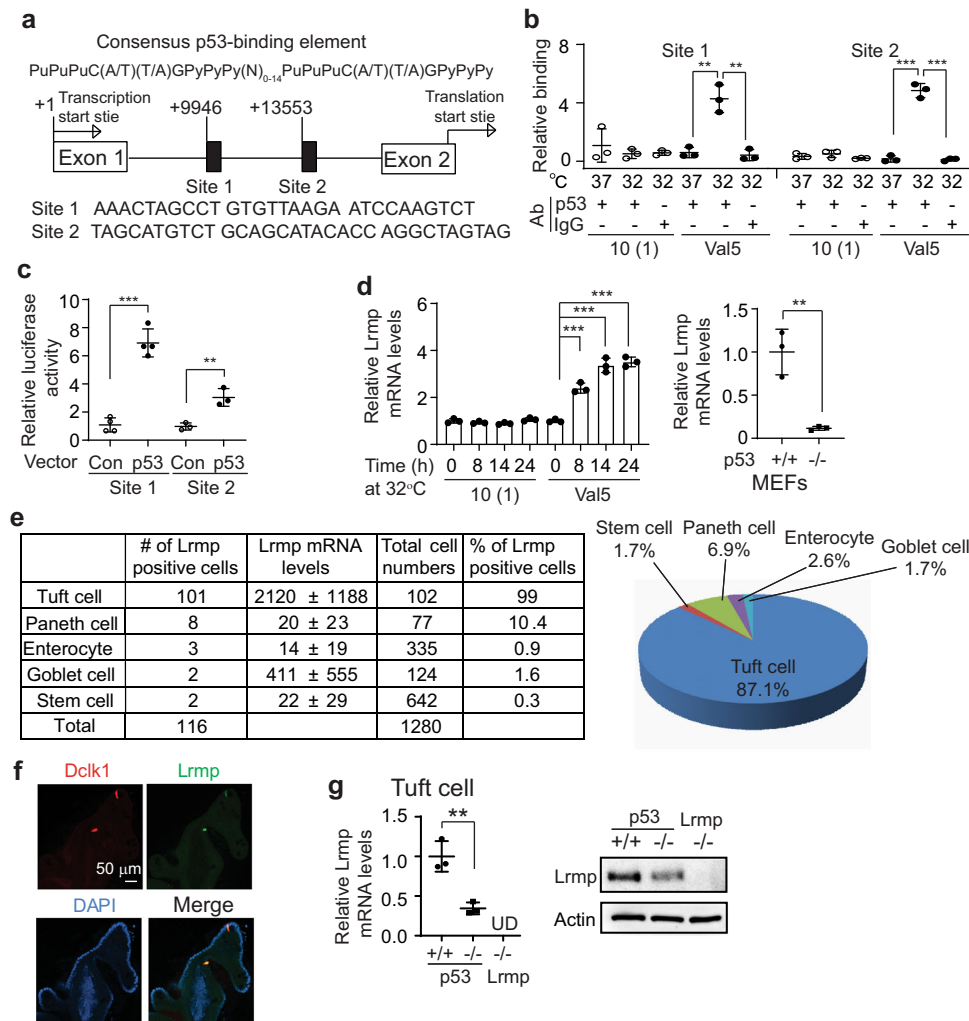 a
Consensus p53-binding element
PuPuPuC(A/T)(T/A)GPyPyPy(N)0-14PuPuPuC(A/T)(T/A)GPyPyPy
+1 Transcription start stie
+9946
+13553
Translation start site
Exon 1
Exon 2
Site 1
Site 2
Site 1 AAACTAGCCT GTGTTAAGA ATCCAAGTCT
Site 2 TAGCATGTCT GCAGCATACACC AGGCTAGTAG
b
Site 1
Site 2
** ** *** ***
Relative binding
8
4
0
°C 37 32 32 37 32 32 37 32 32 37 32 32
Ab
p53 + + - + + - + + - + + -
IgG - - + - - + - - + - - +
10 (1) Val5 10 (1) Val5
c
Relative luciferase activity
10
8
6
4
2
0
*** **
Vector Con p53 Con p53
Site 1 Site 2
d
Relative Lrmp mRNA levels
6
4
2
0
***
***
***
Time (h) at 32°C
0 8 14 24 0 8 14 24
10 (1) Val5
Relative Lrmp mRNA levels
1.5
1.0
0.5
0
**
p53 +/+ -/-
MEFs
e
# of Lrmp positive cells | Lrmp mRNA levels | Total cell numbers | % of Lrmp positive cells
Tuft cell 101 2120 ± 1188 102 99
Paneth cell 8 20 ± 23 77 10.4
Enterocyte 3 14 ± 19 335 0.9
Goblet cell 2 411 ± 555 124 1.6
Stem cell 2 22 ± 29 642 0.3
Total 116 1280
Stem cell 1.7%
Paneth cell 6.9%
Enterocyte 2.6%
Goblet cell 1.7%
Tuft cell 87.1%
f
Dclk1
Lrmp
50 µm
DAPI
Merge
g
Tuft cell
Relative Lrmp mRNA levels
1.5
1.0
0.5
0.0
**
UD
+/+ -/- -/-
p53 Lrmp
p53 Lrmp
+/+ -/- -/-
Lrmp
Actin